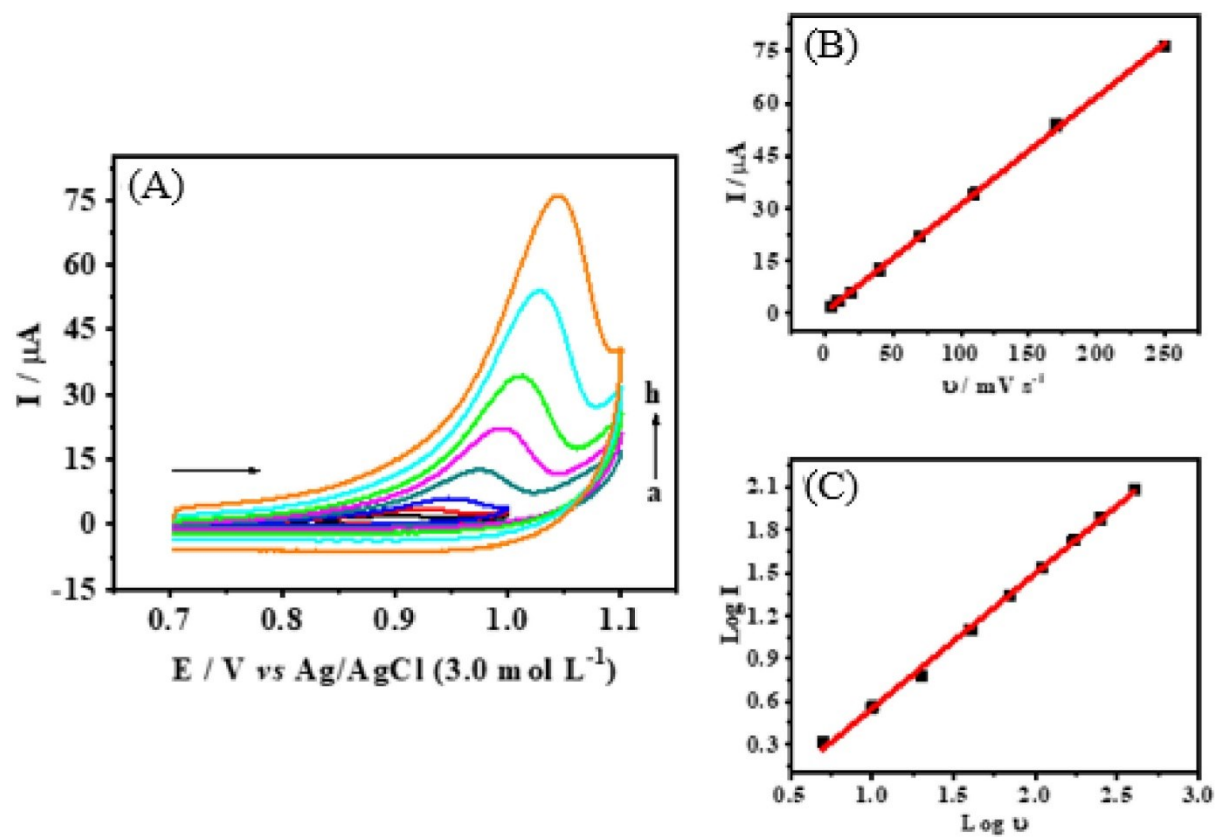 (A)
75
60
45
30
15
0
-15
I / μA
h
a
0.7 0.8 0.9 1.0 1.1
E / V vs Ag/AgCl (3.0 mol L⁻¹)
(B)
75
60
45
30
15
0
I / μA
0 50 100 150 200 250
υ / mV s⁻¹
(C)
2.1
1.8
1.5
1.2
0.9
0.6
0.3
Log I
0.5 1.0 1.5 2.0 2.5 3.0
Log υ